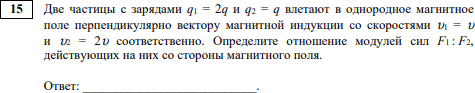 15 Две частицы с зарядами q₁ = 2q и q₂ = q влетают в однородное магнитное
поле перпендикулярно вектору магнитной индукции со скоростями υ₁ = υ
и υ₂ = 2υ соответственно. Определите отношение модулей сил F₁ : F₂,
действующих на них со стороны магнитного поля.
Ответ: ____________________________.